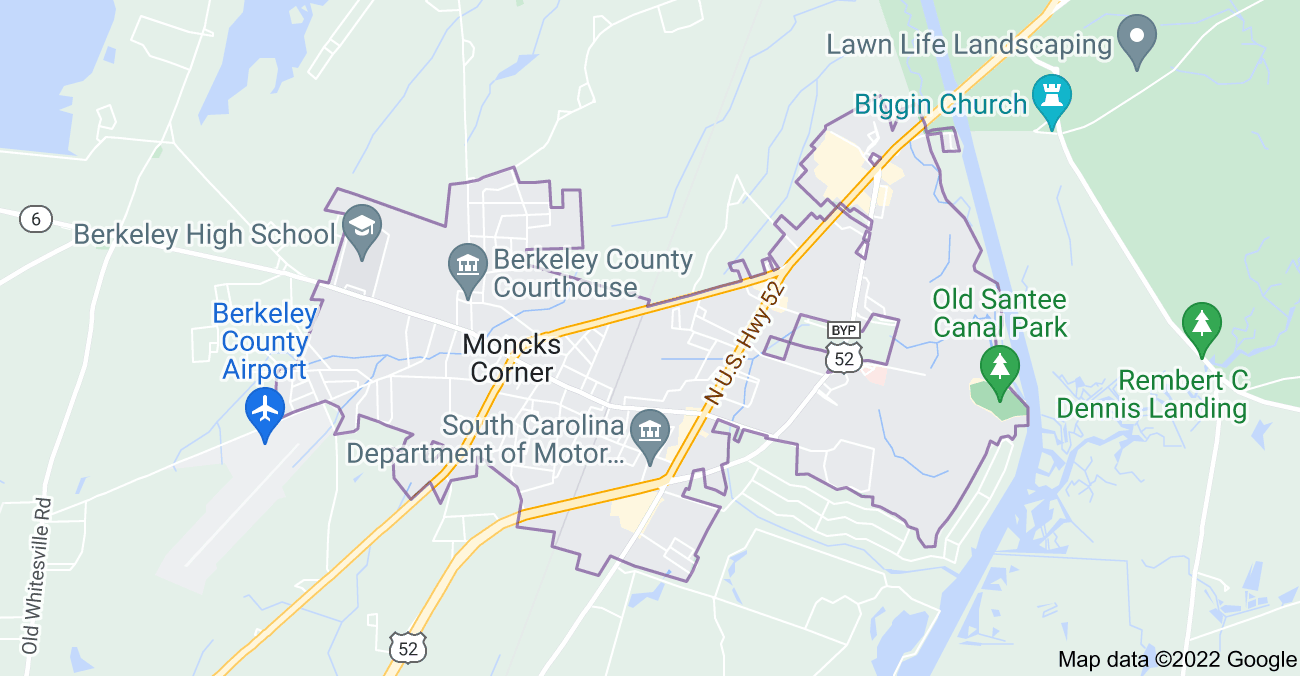 Lawn Life Landscaping
Biggin Church
6
Berkeley High School
Berkeley County
Courthouse
Berkeley
County
Airport
Old Santee
Canal Park
N U.S. Hwy 52
BYP
52
Moncks
Corner
Rembert C
Dennis Landing
South Carolina
Department of Motor...
Old Whitesville Rd
52
Map data ©2022 Google